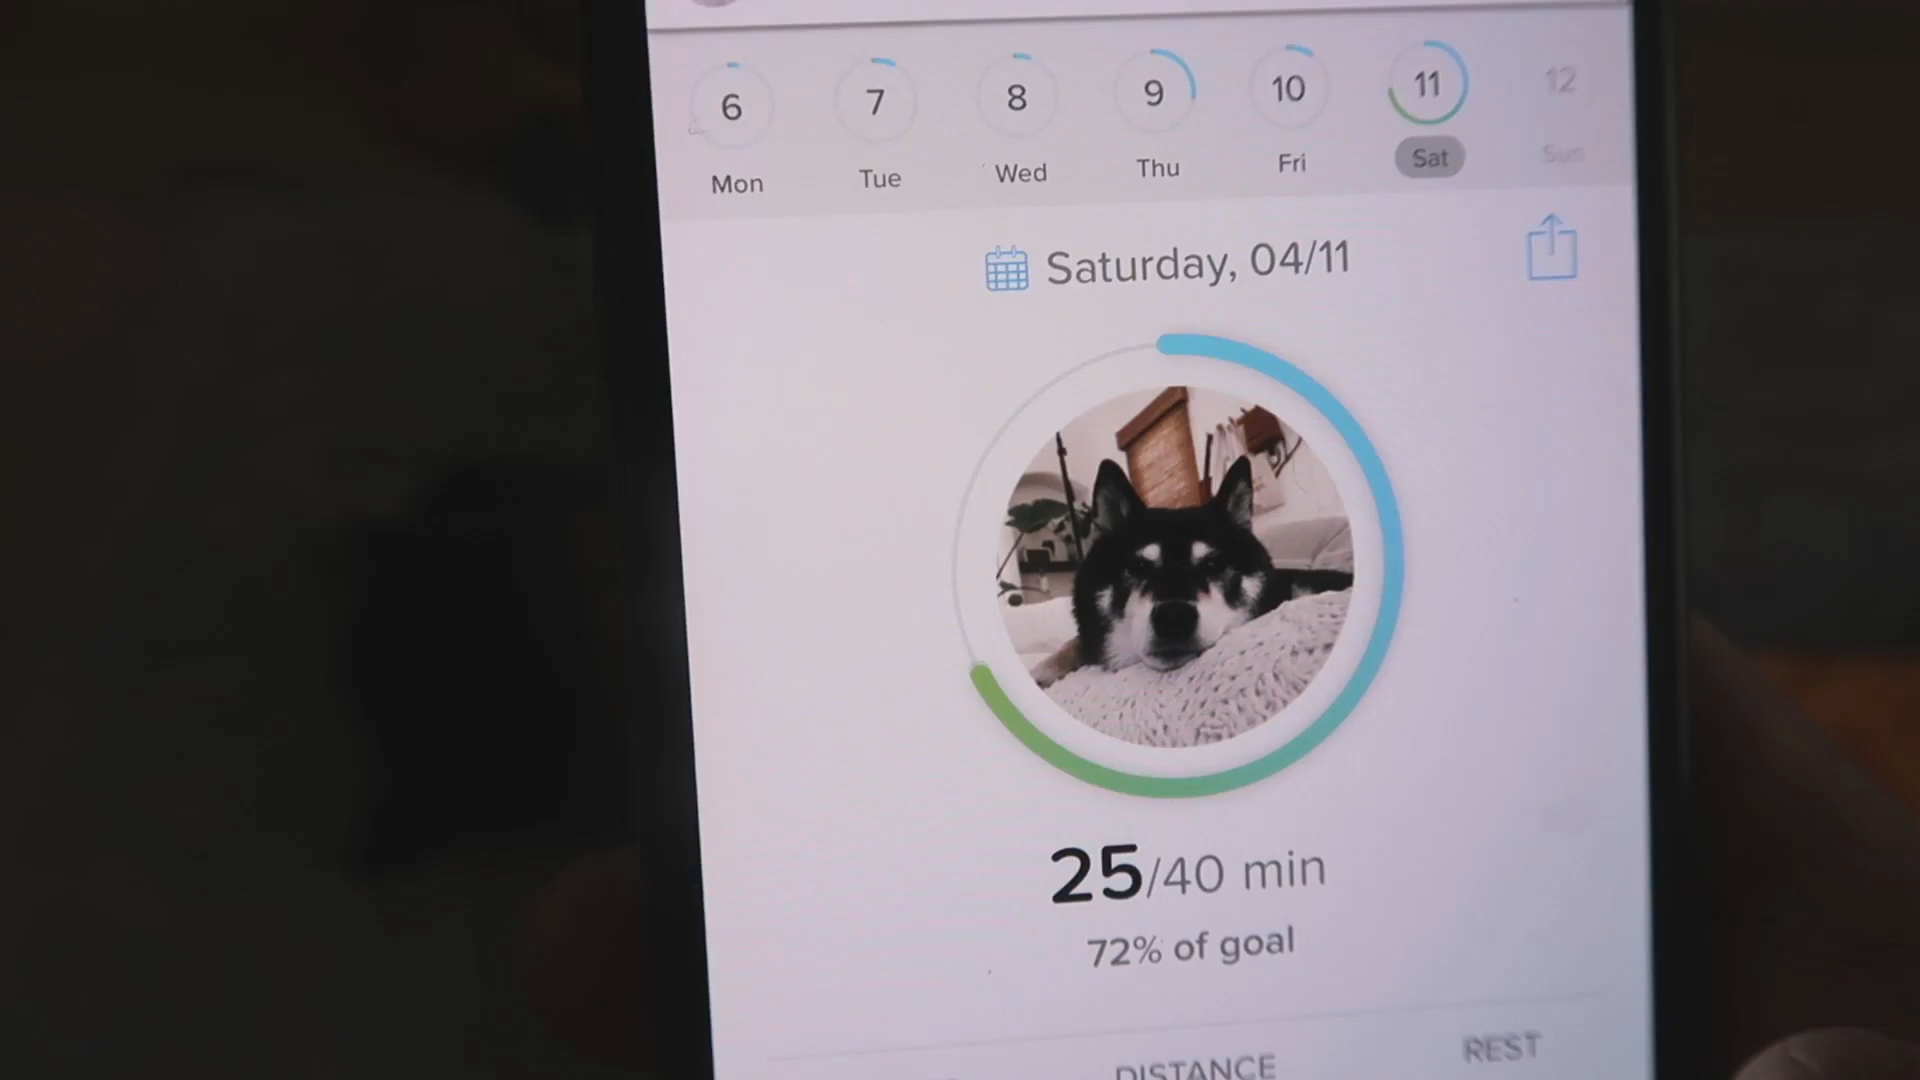 6 7 8 9 10 11 12
Mon Tue Wed Thu Fri Sat Sun
Saturday, 04/11
25/40 min
72% of goal
DISTANCE REST